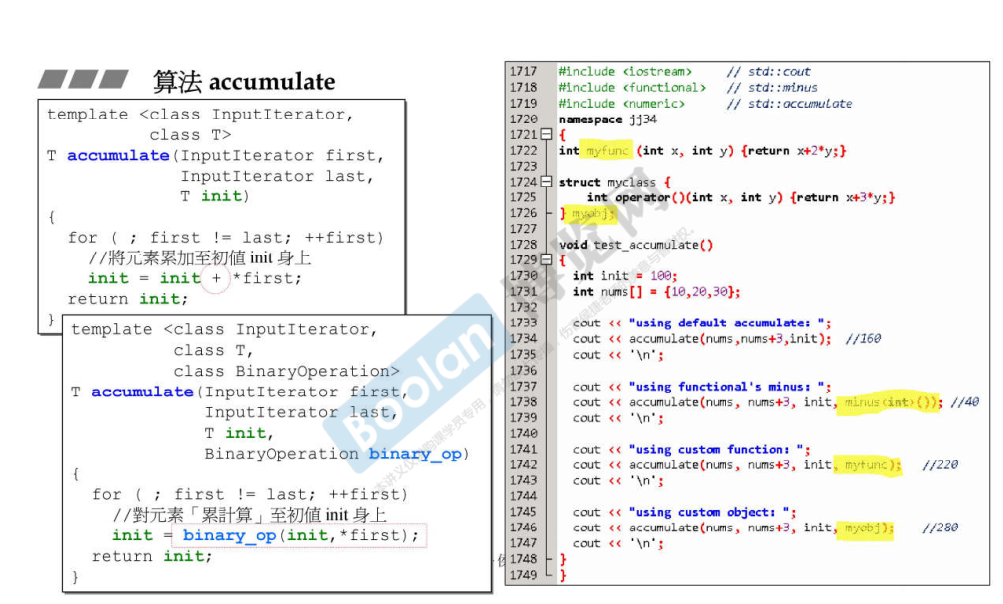 算法 accumulate
template <class InputIterator,
class T>
T accumulate(InputIterator first,
InputIterator last,
T init)
{
for ( ; first != last; ++first)
//將元素累加至初值 init 身上
init = init + *first;
return init;
}
template <class InputIterator,
class T,
class BinaryOperation>
T accumulate(InputIterator first,
InputIterator last,
T init,
BinaryOperation binary_op)
{
for ( ; first != last; ++first)
//對元素「累計算」至初值 init 身上
init = binary_op(init,*first);
return init;
}
1717 #include <iostream> // std::cout
1718 #include <functional> // std::minus
1719 #include <numeric> // std::accumulate
1720 namespace jj34
1721 {
1722 int myfunc (int x, int y) {return x+2*y;}
1723
1724 struct myclass {
1725 int operator()(int x, int y) {return x+3*y;}
1726 } myobj;
1727
1728 void test_accumulate()
1729 {
1730 int init = 100;
1731 int nums[] = {10,20,30};
1732
1733 cout << "using default accumulate: ";
1734 cout << accumulate(nums,nums+3,init); //160
1735 cout << '\n';
1736
1737 cout << "using functional's minus: ";
1738 cout << accumulate(nums, nums+3, init, minus<int>()); //40
1739 cout << '\n';
1740
1741 cout << "using custom function: ";
1742 cout << accumulate(nums, nums+3, init, myfunc); //220
1743 cout << '\n';
1744
1745 cout << "using custom object: ";
1746 cout << accumulate(nums, nums+3, init, myobj); //280
1747 cout << '\n';
1748 }
1749 }
Boolan 博览网